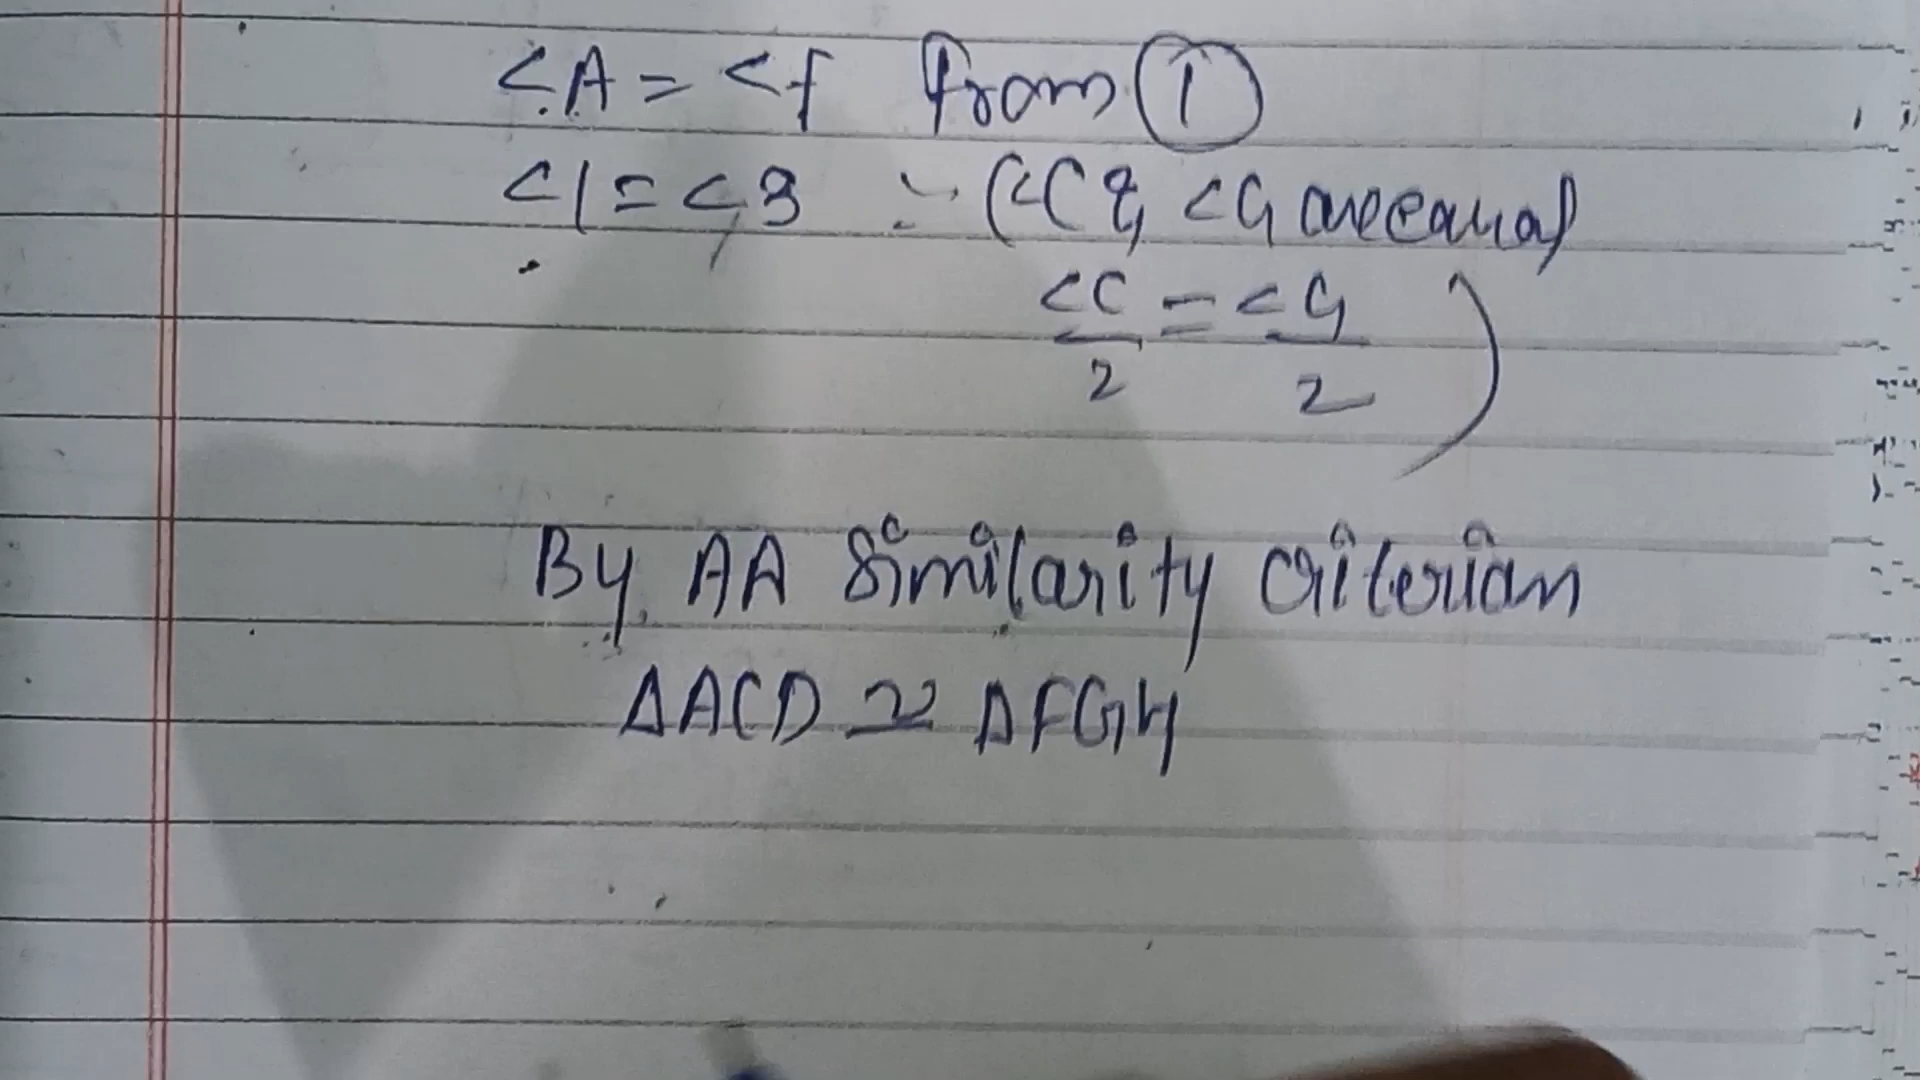 <A = <f from ①
<1 = <3 ∵ (<C & <G are equal
<C/2 = <G/2 )
By AA Similarity criterian
ΔACD ~ ΔFGH